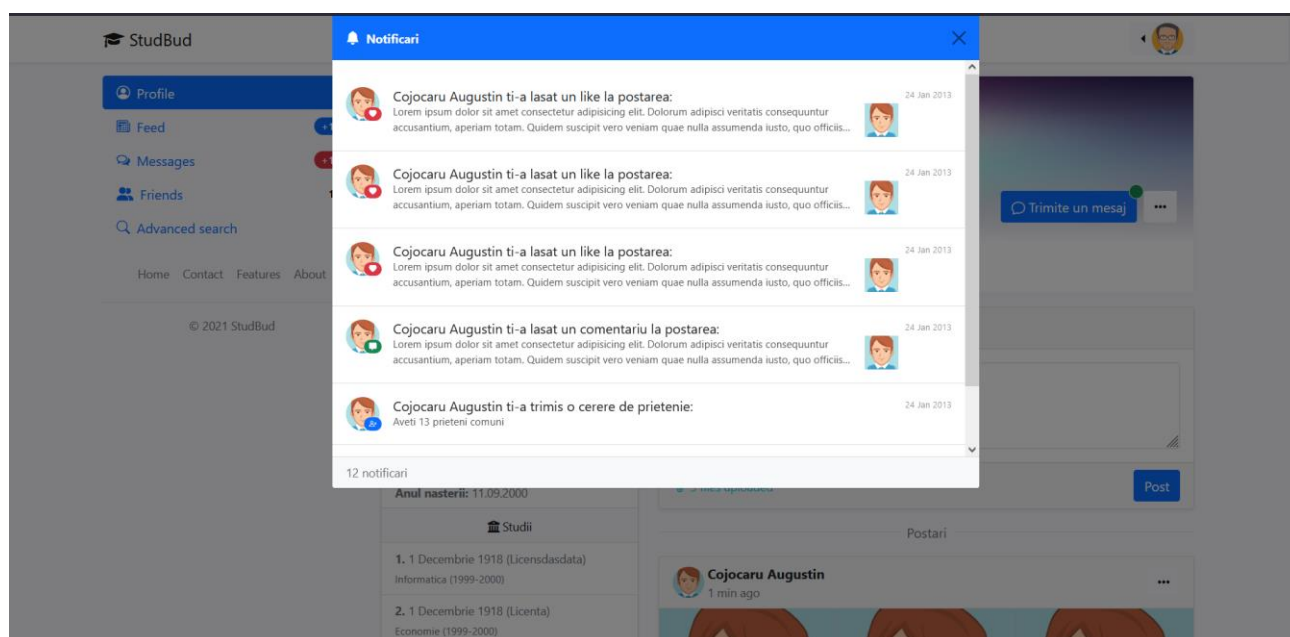 StudBud
Notificari
Profile
Feed
Messages
Friends
Advanced search
Home Contact Features About
© 2021 StudBud
Cojocaru Augustin ti-a lasat un like la postarea:
24 Jan 2013
Lorem ipsum dolor sit amet consectetur adipisicing elit. Dolorum adipisci veritatis consequuntur
accusantium, aperiam totam. Quidem suscipit vero veniam quae nulla assumenda iusto, quo officiis...
Cojocaru Augustin ti-a lasat un like la postarea:
24 Jan 2013
Lorem ipsum dolor sit amet consectetur adipisicing elit. Dolorum adipisci veritatis consequuntur
accusantium, aperiam totam. Quidem suscipit vero veniam quae nulla assumenda iusto, quo officiis...
Cojocaru Augustin ti-a lasat un like la postarea:
24 Jan 2013
Lorem ipsum dolor sit amet consectetur adipisicing elit. Dolorum adipisci veritatis consequuntur
accusantium, aperiam totam. Quidem suscipit vero veniam quae nulla assumenda iusto, quo officiis...
Cojocaru Augustin ti-a lasat un comentariu la postarea:
24 Jan 2013
Lorem ipsum dolor sit amet consectetur adipisicing elit. Dolorum adipisci veritatis consequuntur
accusantium, aperiam totam. Quidem suscipit vero veniam quae nulla assumenda iusto, quo officiis...
Cojocaru Augustin ti-a trimis o cerere de prietenie:
24 Jan 2013
Aveti 13 prieteni comuni
12 notificari
Trimite un mesaj
Anul nasterii: 11.09.2000
Studii
1. 1 Decembrie 1918 (Licensdasdata)
Informatica (1999-2000)
2. 1 Decembrie 1918 (Licenta)
Economie (1999-2000)
files uploaded
Post
Postari
Cojocaru Augustin
1 min ago